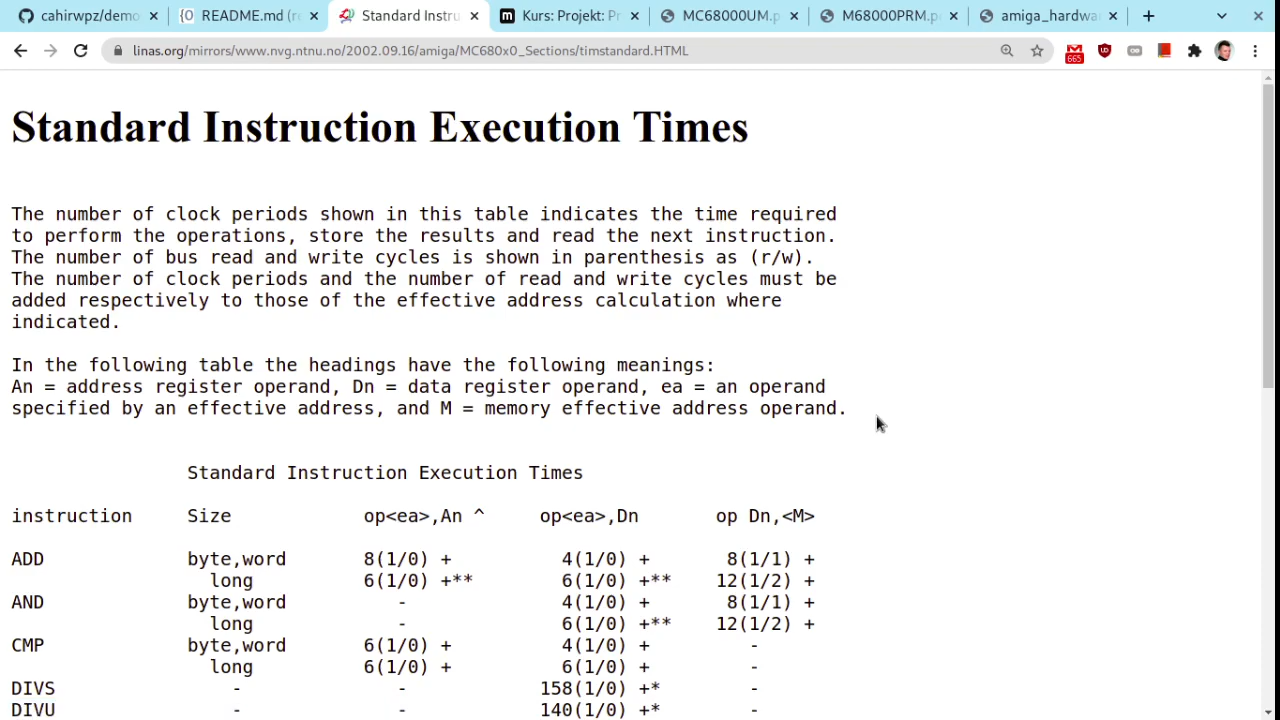 cahirwpz/demo
README.md (re
Standard Instru
Kurs: Projekt: Pr
MC68000UM.p
M68000PRM.p
amiga_hardwa
linas.org/mirrors/www.nvg.ntnu.no/2002.09.16/amiga/MC680x0_Sections/timstandard.HTML
665
Standard Instruction Execution Times
The number of clock periods shown in this table indicates the time required
to perform the operations, store the results and read the next instruction.
The number of bus read and write cycles is shown in parenthesis as (r/w).
The number of clock periods and the number of read and write cycles must be
added respectively to those of the effective address calculation where
indicated.
In the following table the headings have the following meanings:
An = address register operand, Dn = data register operand, ea = an operand
specified by an effective address, and M = memory effective address operand.
Standard Instruction Execution Times
instruction Size op<ea>,An ^ op<ea>,Dn op Dn,<M>
ADD byte,word 8(1/0) + 4(1/0) + 8(1/1) +
long 6(1/0) +** 6(1/0) +** 12(1/2) +
AND byte,word - 4(1/0) + 8(1/1) +
long - 6(1/0) +** 12(1/2) +
CMP byte,word 6(1/0) + 4(1/0) + -
long 6(1/0) + 6(1/0) + -
DIVS - - 158(1/0) +* -
DIVU - - 140(1/0) +* -